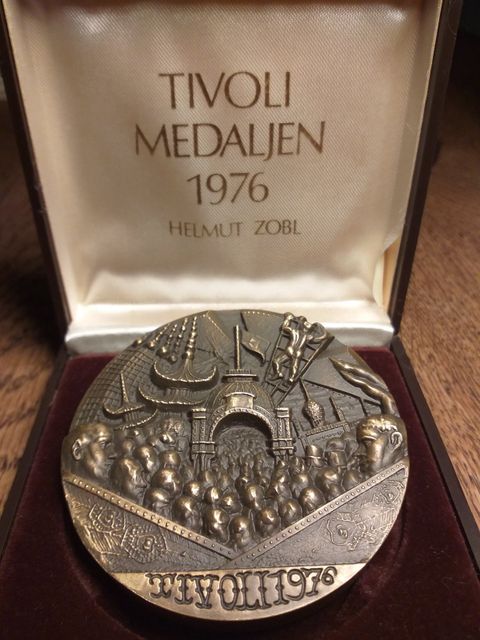 TIVOLI
MEDALJEN
1976
HELMUT ZOBL
TIVOLI 1976